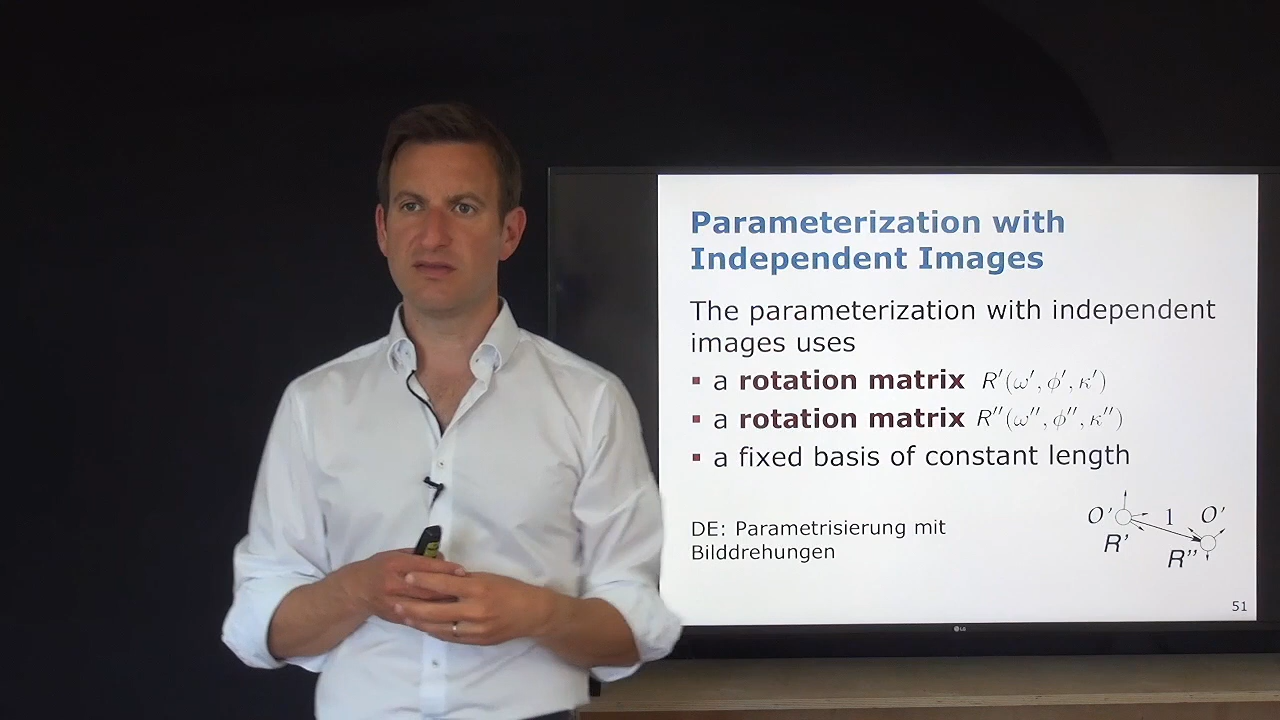 Parameterization with
Independent Images
The parameterization with independent
images uses
▪ a rotation matrix R′(ω′, ϕ′, κ′)
▪ a rotation matrix R′′(ω′′, ϕ′′, κ′′)
▪ a fixed basis of constant length
DE: Parametrisierung mit
Bilddrehungen
O' 1 O'
R' R''
51
LG